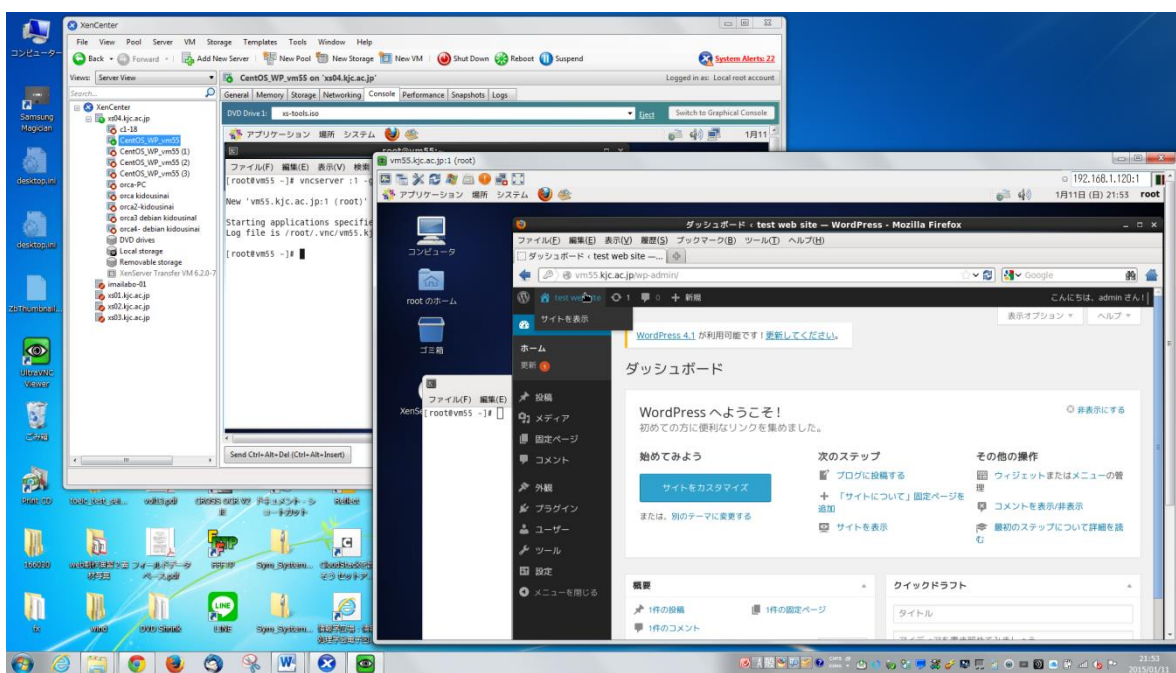 コンピューター
Samsung Magician
desktop.ini
desktop.ini
UltraVNC Viewer
ごみ箱
XenCenter
File View Pool Server VM Storage Templates Tools Window Help
Back Forward Add New Server New Pool New Storage New VM Shut Down Reboot Suspend System Alerts: 22
Views: Server View
CentOS_WP_vm55 on 'xs04.kjc.ac.jp'
Logged in as: Local root account
Search...
General Memory Storage Networking Console Performance Snapshots Logs
XenCenter
xs04.kjc.ac.jp
c1-18
CentOS_WP_vm55
CentOS_WP_vm55 (1)
CentOS_WP_vm55 (2)
CentOS_WP_vm55 (3)
orca-PC
orca kidousinai
orca2-kidousinai
orca3 debian kidousinai
orca4- debian kidousinai
DVD drives
Local storage
Removable storage
XenServer Transfer VM 6.2.0-7
imailabo-01
xs01.kjc.ac.jp
xs02.kjc.ac.jp
xs03.kjc.ac.jp
DVD Drive 1: xs-tools.iso
Eject
Switch to Graphical Console
アプリケーション 場所 システム
1月11
root@vm55:~
ファイル(F) 編集(E) 表示(V) 検索
[root@vm55 ~]# vncserver :1 -g
New 'vm55.kjc.ac.jp:1 (root)'
Starting applications specifie
Log file is /root/.vnc/vm55.kj
[root@vm55 ~]#
Send Ctrl+Alt+Del (Ctrl+Alt+Insert)
vm55.kjc.ac.jp:1 (root)
192.168.1.120:1
アプリケーション 場所 システム
1月11日 (日) 21:53 root
コンピュータ
root のホーム
ゴミ箱
ファイル(F) 編集(E)
[root@vm55 ~]#
ダッシュボード ‹ test web site — WordPress - Mozilla Firefox
ファイル(F) 編集(E) 表示(V) 履歴(S) ブックマーク(B) ツール(T) ヘルプ(H)
ダッシュボード ‹ test web site —...
vm55.kjc.ac.jp/wp-admin/
Google
1 0 新規
こんにちは、admin さん!
サイトを表示
表示オプション ヘルプ
WordPress 4.1 が利用可能です ! 更新してください。
ホーム
更新 1
投稿
メディア
固定ページ
コメント
外観
プラグイン
ユーザー
ツール
設定
メニューを閉じる
ダッシュボード
WordPress へようこそ !
非表示にする
初めての方に便利なリンクを集めました。
始めてみよう
サイトをカスタマイズ
または、別のテーマに変更する
次のステップ
ブログに投稿する
「サイトについて」固定ページを追加
サイトを表示
その他の操作
ウィジェットまたはメニューの管理
コメントを表示/非表示
最初のステップについて詳細を読む
概要
1件の投稿
1件の固定ページ
1件のコメント
クイックドラフト
タイトル
DVD Shrink
LINE
21:53
2015/01/11